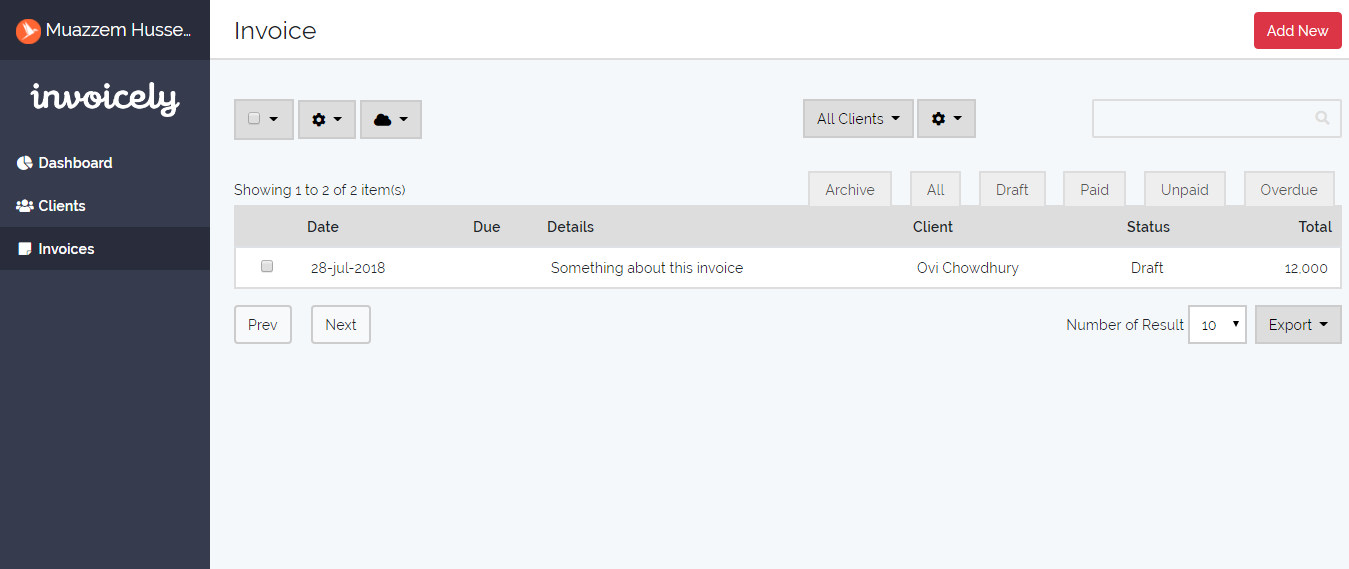 Muazzem Husse...
Invoice
Add New
invoicely
Dashboard
Clients
Invoices
All Clients
Showing 1 to 2 of 2 item(s)
Archive All Draft Paid Unpaid Overdue
Date Due Details Client Status Total
28-jul-2018 Something about this invoice Ovi Chowdhury Draft 12,000
Prev Next Number of Result 10 Export